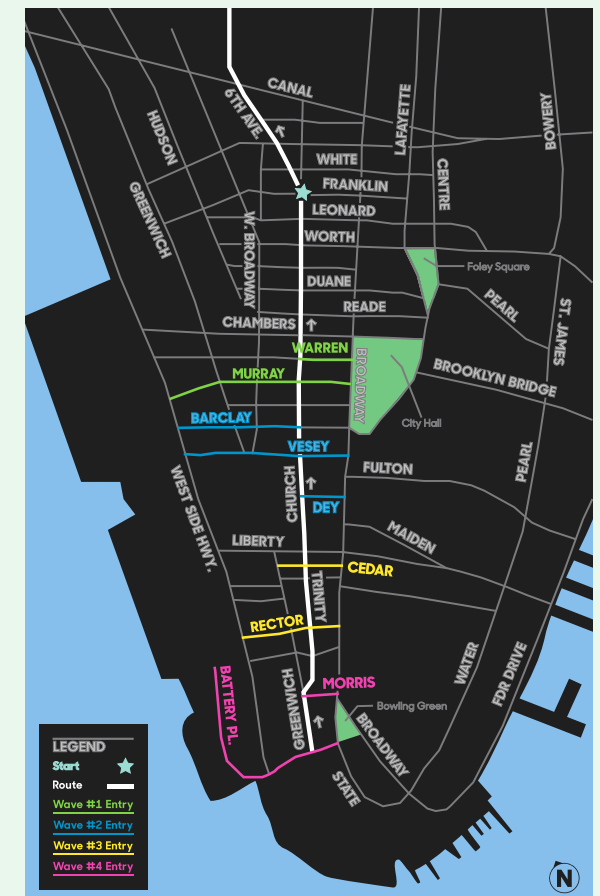 CANAL
6TH AVE.
LAFAYETTE
BOWERY
HUDSON
WHITE
CENTRE
FRANKLIN
GREENWICH
LEONARD
W. BROADWAY
WORTH
Foley Square
DUANE
PEARL
READE
ST. JAMES
CHAMBERS
WARREN
BROADWAY
MURRAY
BROOKLYN BRIDGE
BARCLAY
City Hall
VESEY
PEARL
FULTON
WEST SIDE HWY.
CHURCH
DEY
MAIDEN
LIBERTY
CEDAR
TRINITY
RECTOR
WATER
FDR DRIVE
BATTERY PL.
GREENWICH
MORRIS
Bowling Green
BROADWAY
STATE
LEGEND
Start
Route
Wave #1 Entry
Wave #2 Entry
Wave #3 Entry
Wave #4 Entry
N